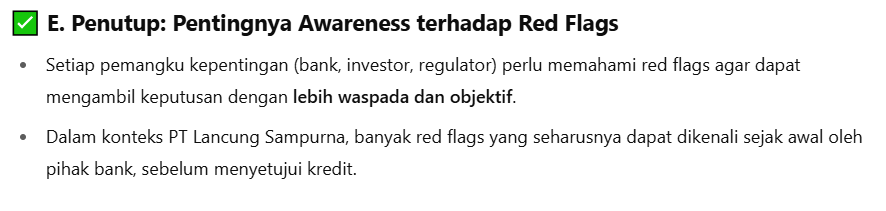 ✅ E. Penutup: Pentingnya Awareness terhadap Red Flags
• Setiap pemangku kepentingan (bank, investor, regulator) perlu memahami red flags agar dapat
mengambil keputusan dengan lebih waspada dan objektif.
• Dalam konteks PT Lancung Sampurna, banyak red flags yang seharusnya dapat dikenali sejak awal oleh
pihak bank, sebelum menyetujui kredit.